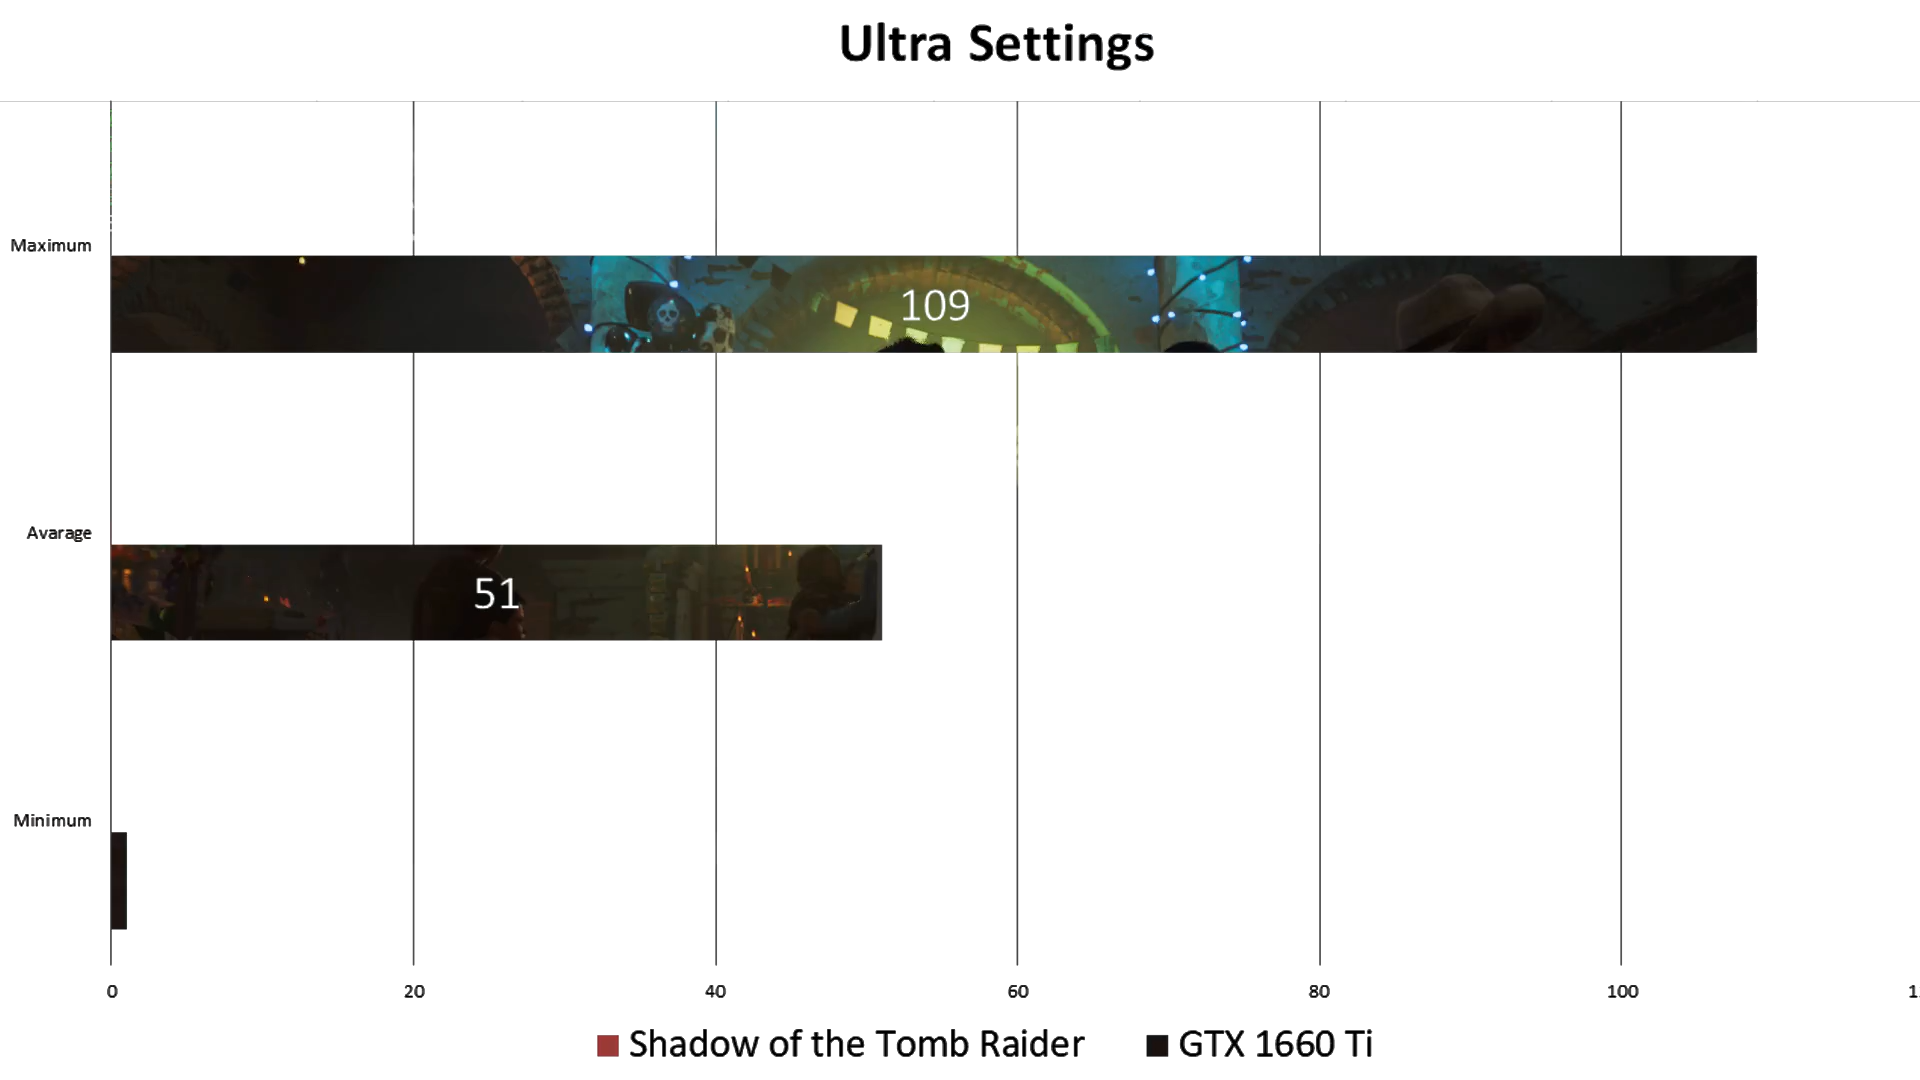 Ultra Settings
Maximum
109
Avarage
51
Minimum
0 20 40 60 80 100
Shadow of the Tomb Raider GTX 1660 Ti